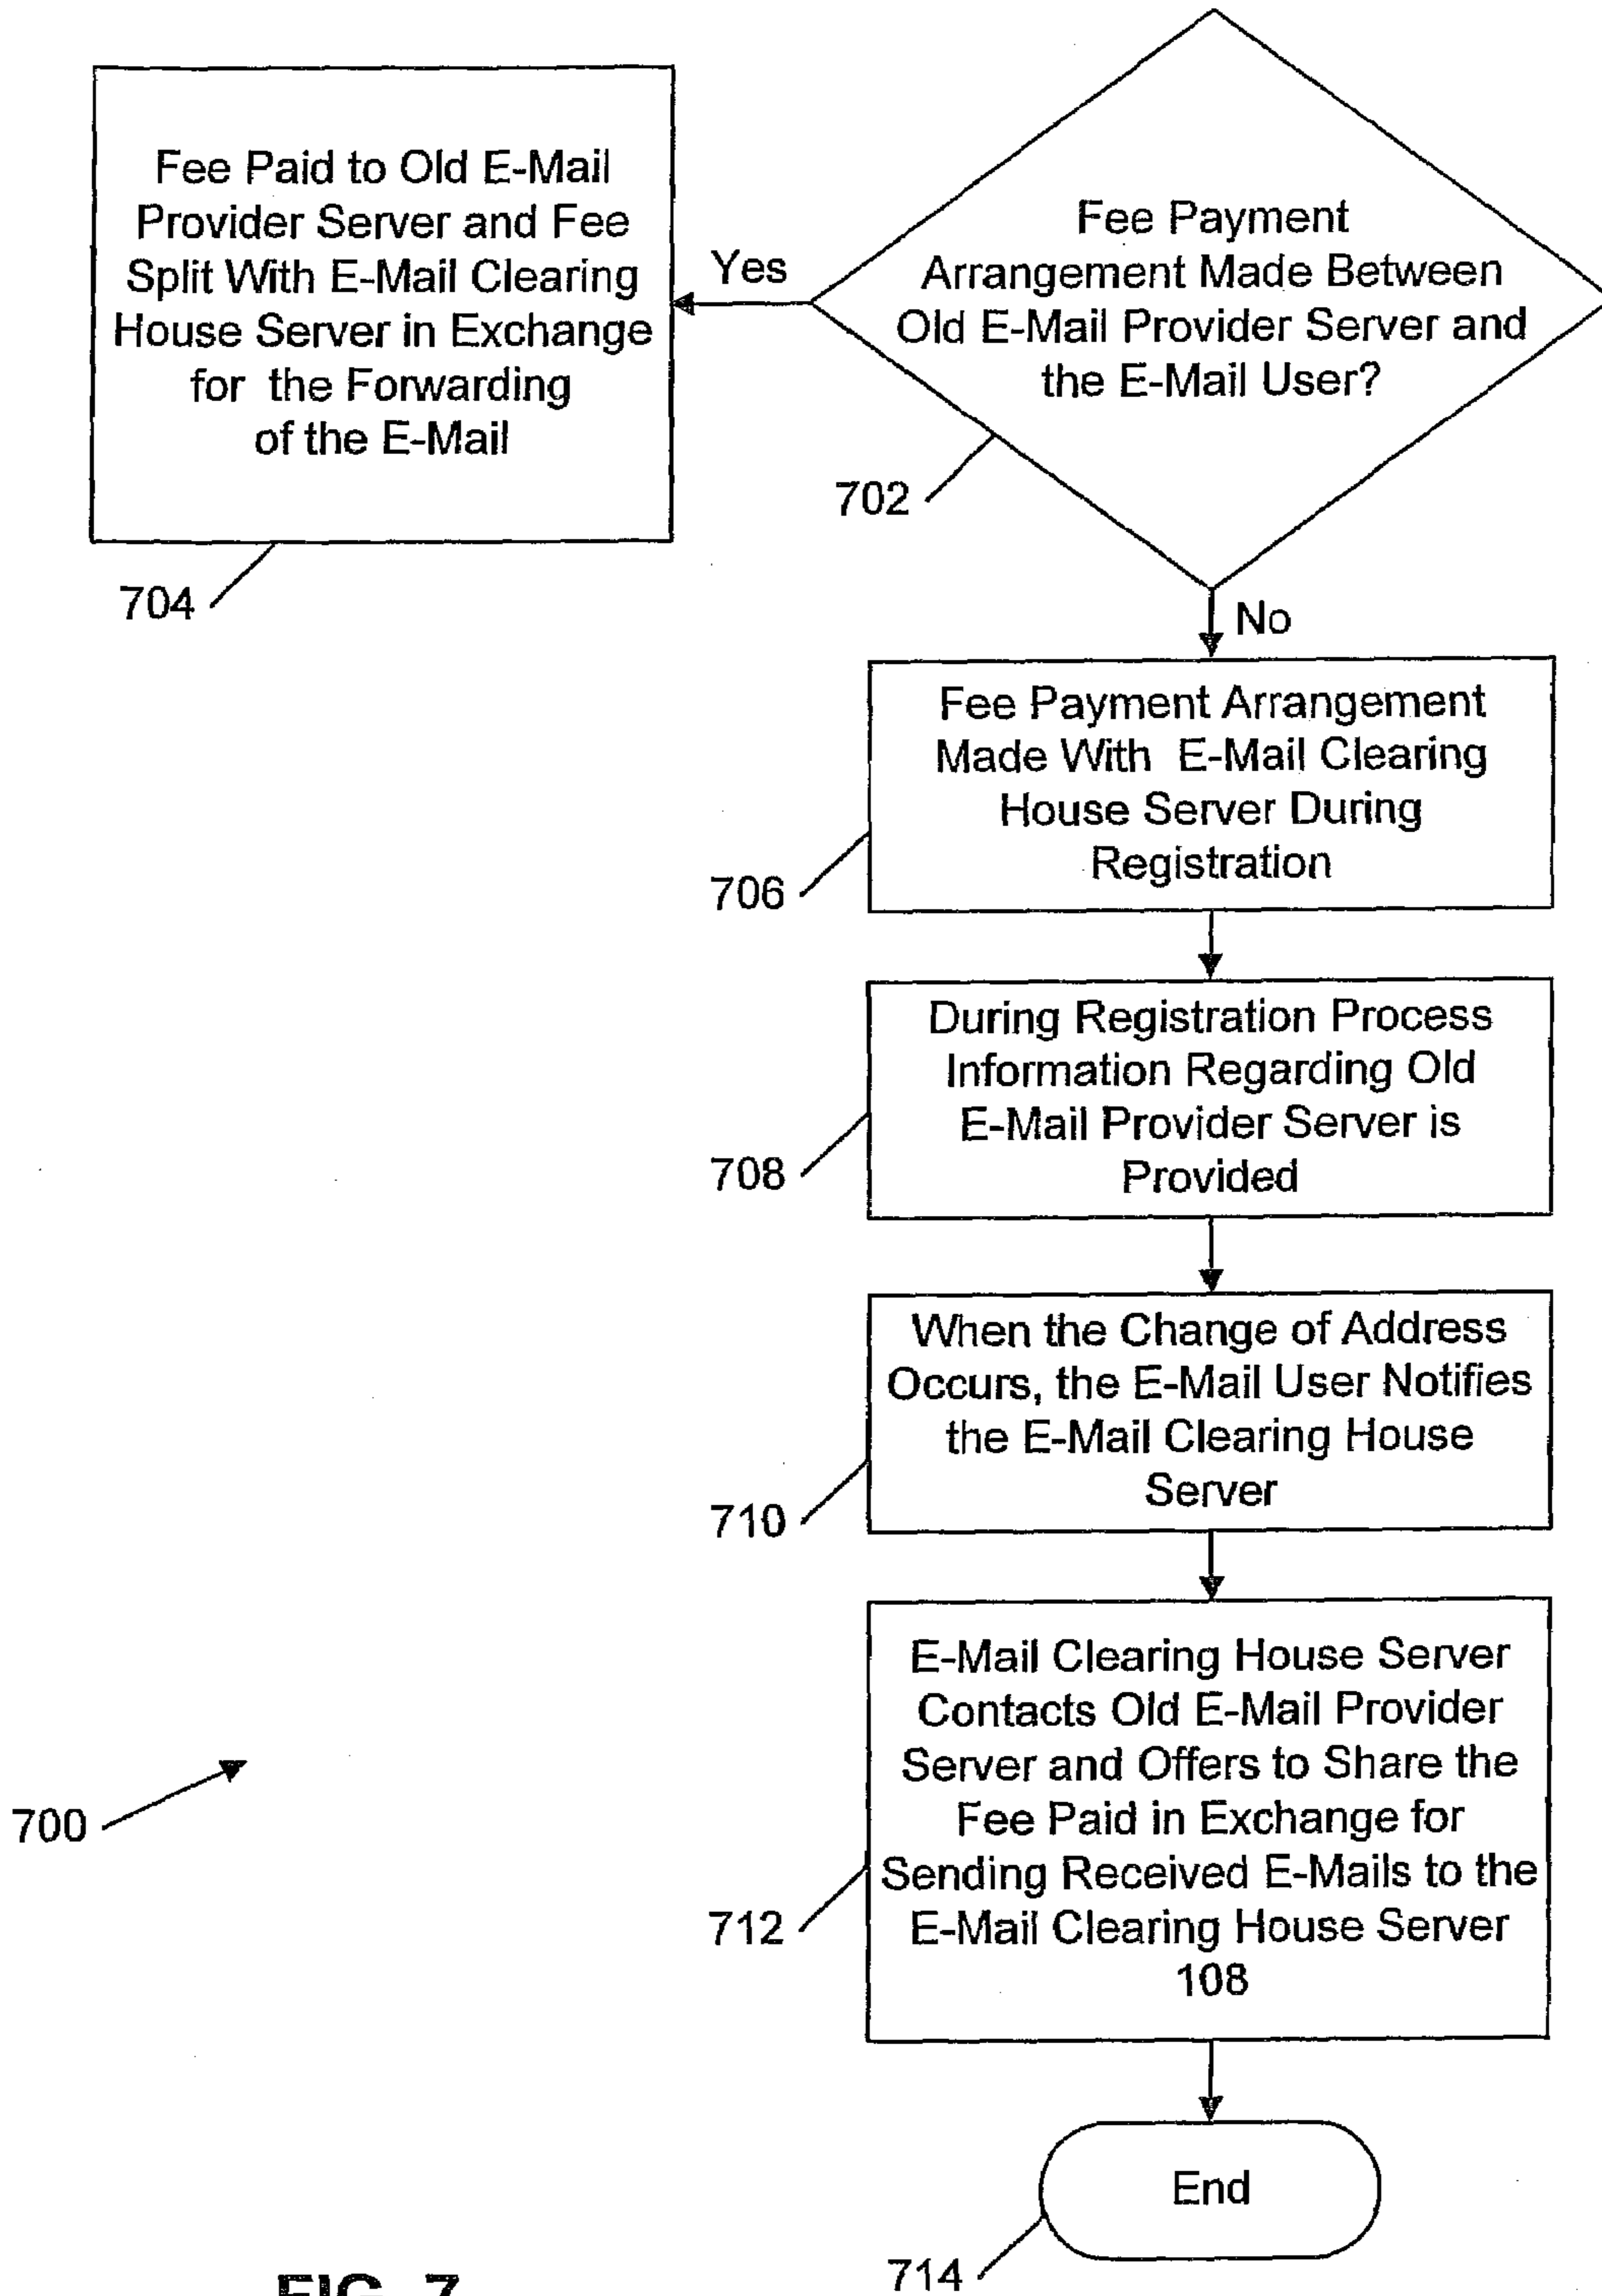 Fee Paid to Old E-Mail
Provider Server and Fee
Split With E-Mail Clearing
House Server in Exchange
for the Forwarding
of the E-Mail
704
Yes
Fee Payment
Arrangement Made Between
Old E-Mail Provider Server and
the E-Mail User?
702
No
Fee Payment Arrangement
Made With E-Mail Clearing
House Server During
Registration
706
During Registration Process
Information Regarding Old
E-Mail Provider Server is
Provided
708
When the Change of Address
Occurs, the E-Mail User Notifies
the E-Mail Clearing House
Server
710
E-Mail Clearing House Server
Contacts Old E-Mail Provider
Server and Offers to Share the
Fee Paid in Exchange for
Sending Received E-Mails to the
E-Mail Clearing House Server
108
712
700
End
714
FIG. 7